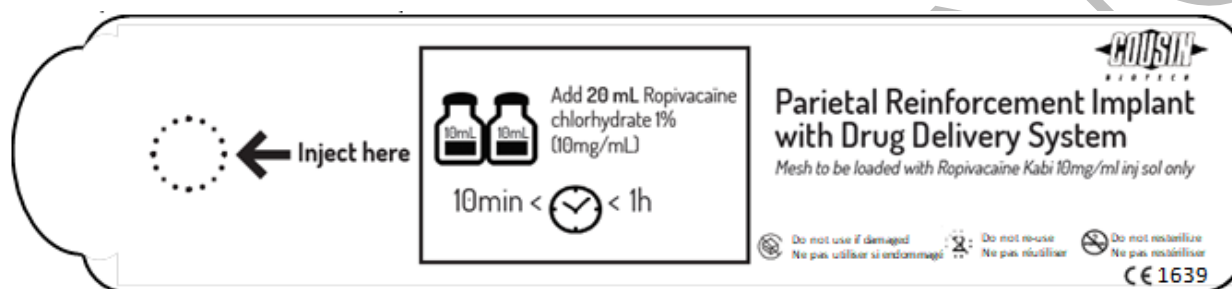 Inject here
10mL 10mL
Add 20 mL Ropivacaïne
chlorhydrate 1%
(10mg/mL)
10min < < 1h
COUSIN
BIOTECH
Parietal Reinforcement Implant
with Drug Delivery System
Mesh to be loaded with Ropivacaïne Kabi 10mg/ml inj sol only
Do not use if damaged
Ne pas utiliser si endommagé
Do not re-use
Ne pas réutiliser
Do not resterilize
Ne pas restériliser
CE 1639